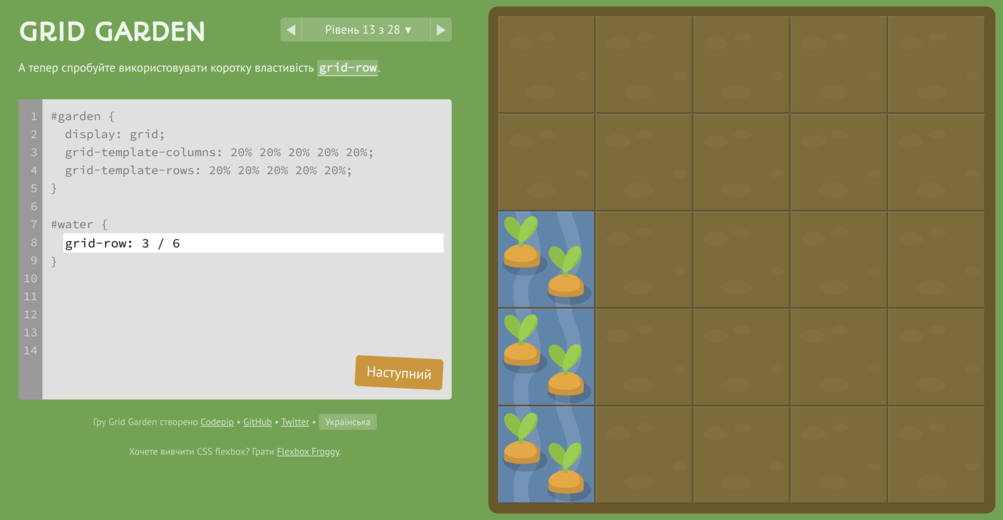 GRID GARDEN
◀ Рівень 13 з 28 ▼ ▶
А тепер спробуйте використовувати коротку властивість grid-row.
1 #garden {
2 display: grid;
3 grid-template-columns: 20% 20% 20% 20% 20%;
4 grid-template-rows: 20% 20% 20% 20% 20%;
5 }
6
7 #water {
8 grid-row: 3 / 6
9 }
10
11
12
13
14
Наступний
Гру Grid Garden створено Codepip • GitHub • Twitter • Українська
Хочете вивчити CSS flexbox? Грати Flexbox Froggy.